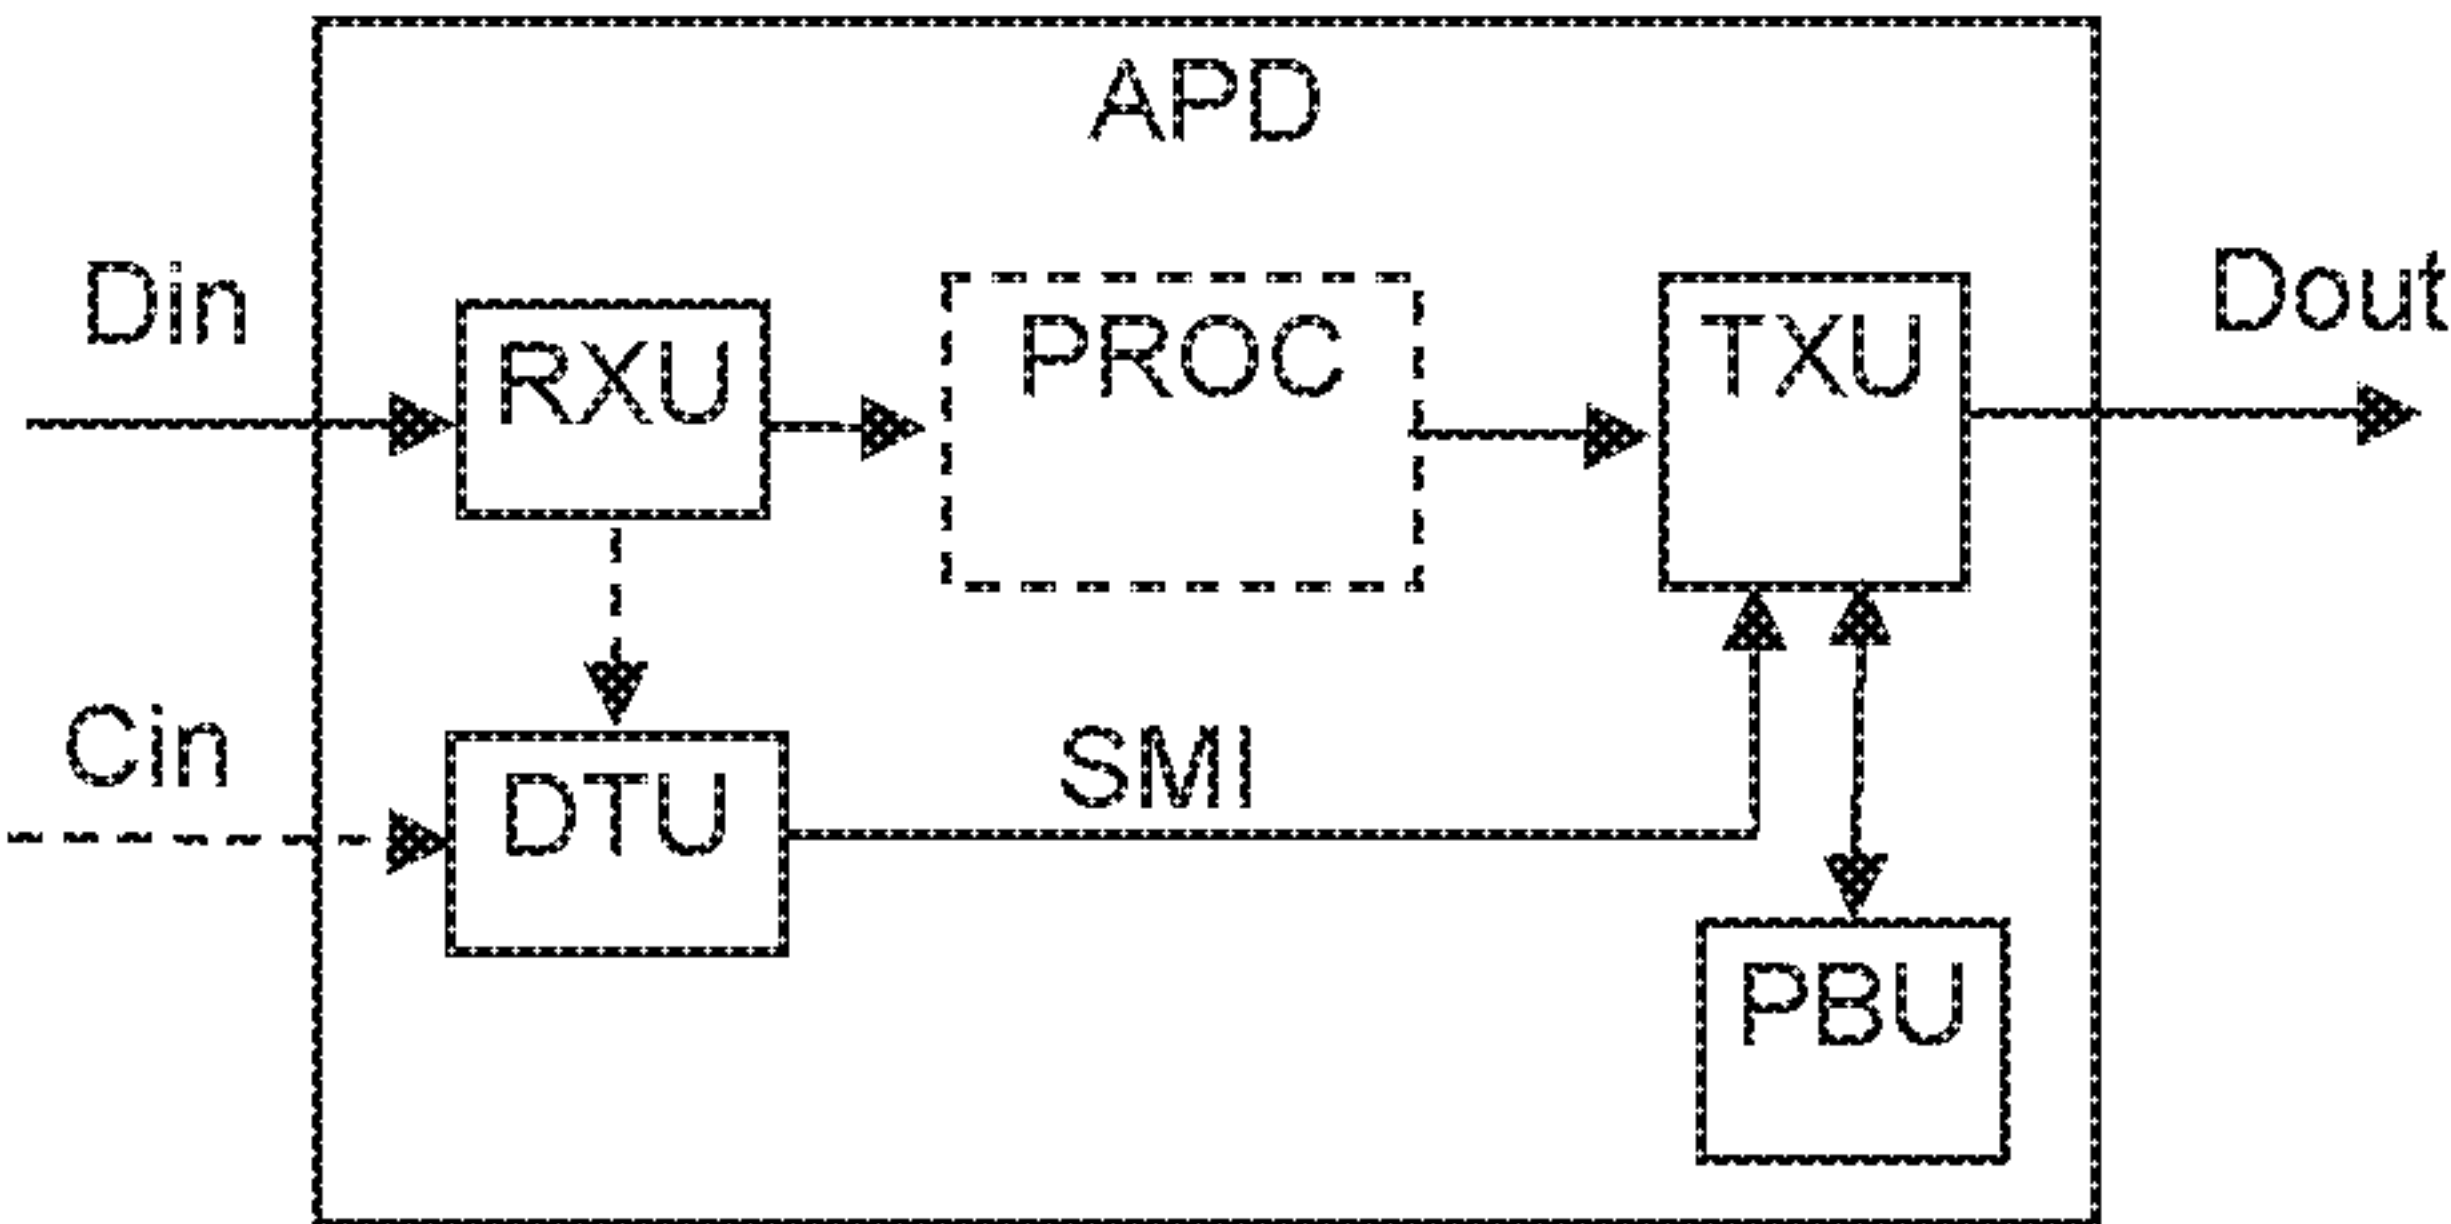 APD
Din
RXU
PROC
TXU
Dout
Cin
DTU
SMI
PBU